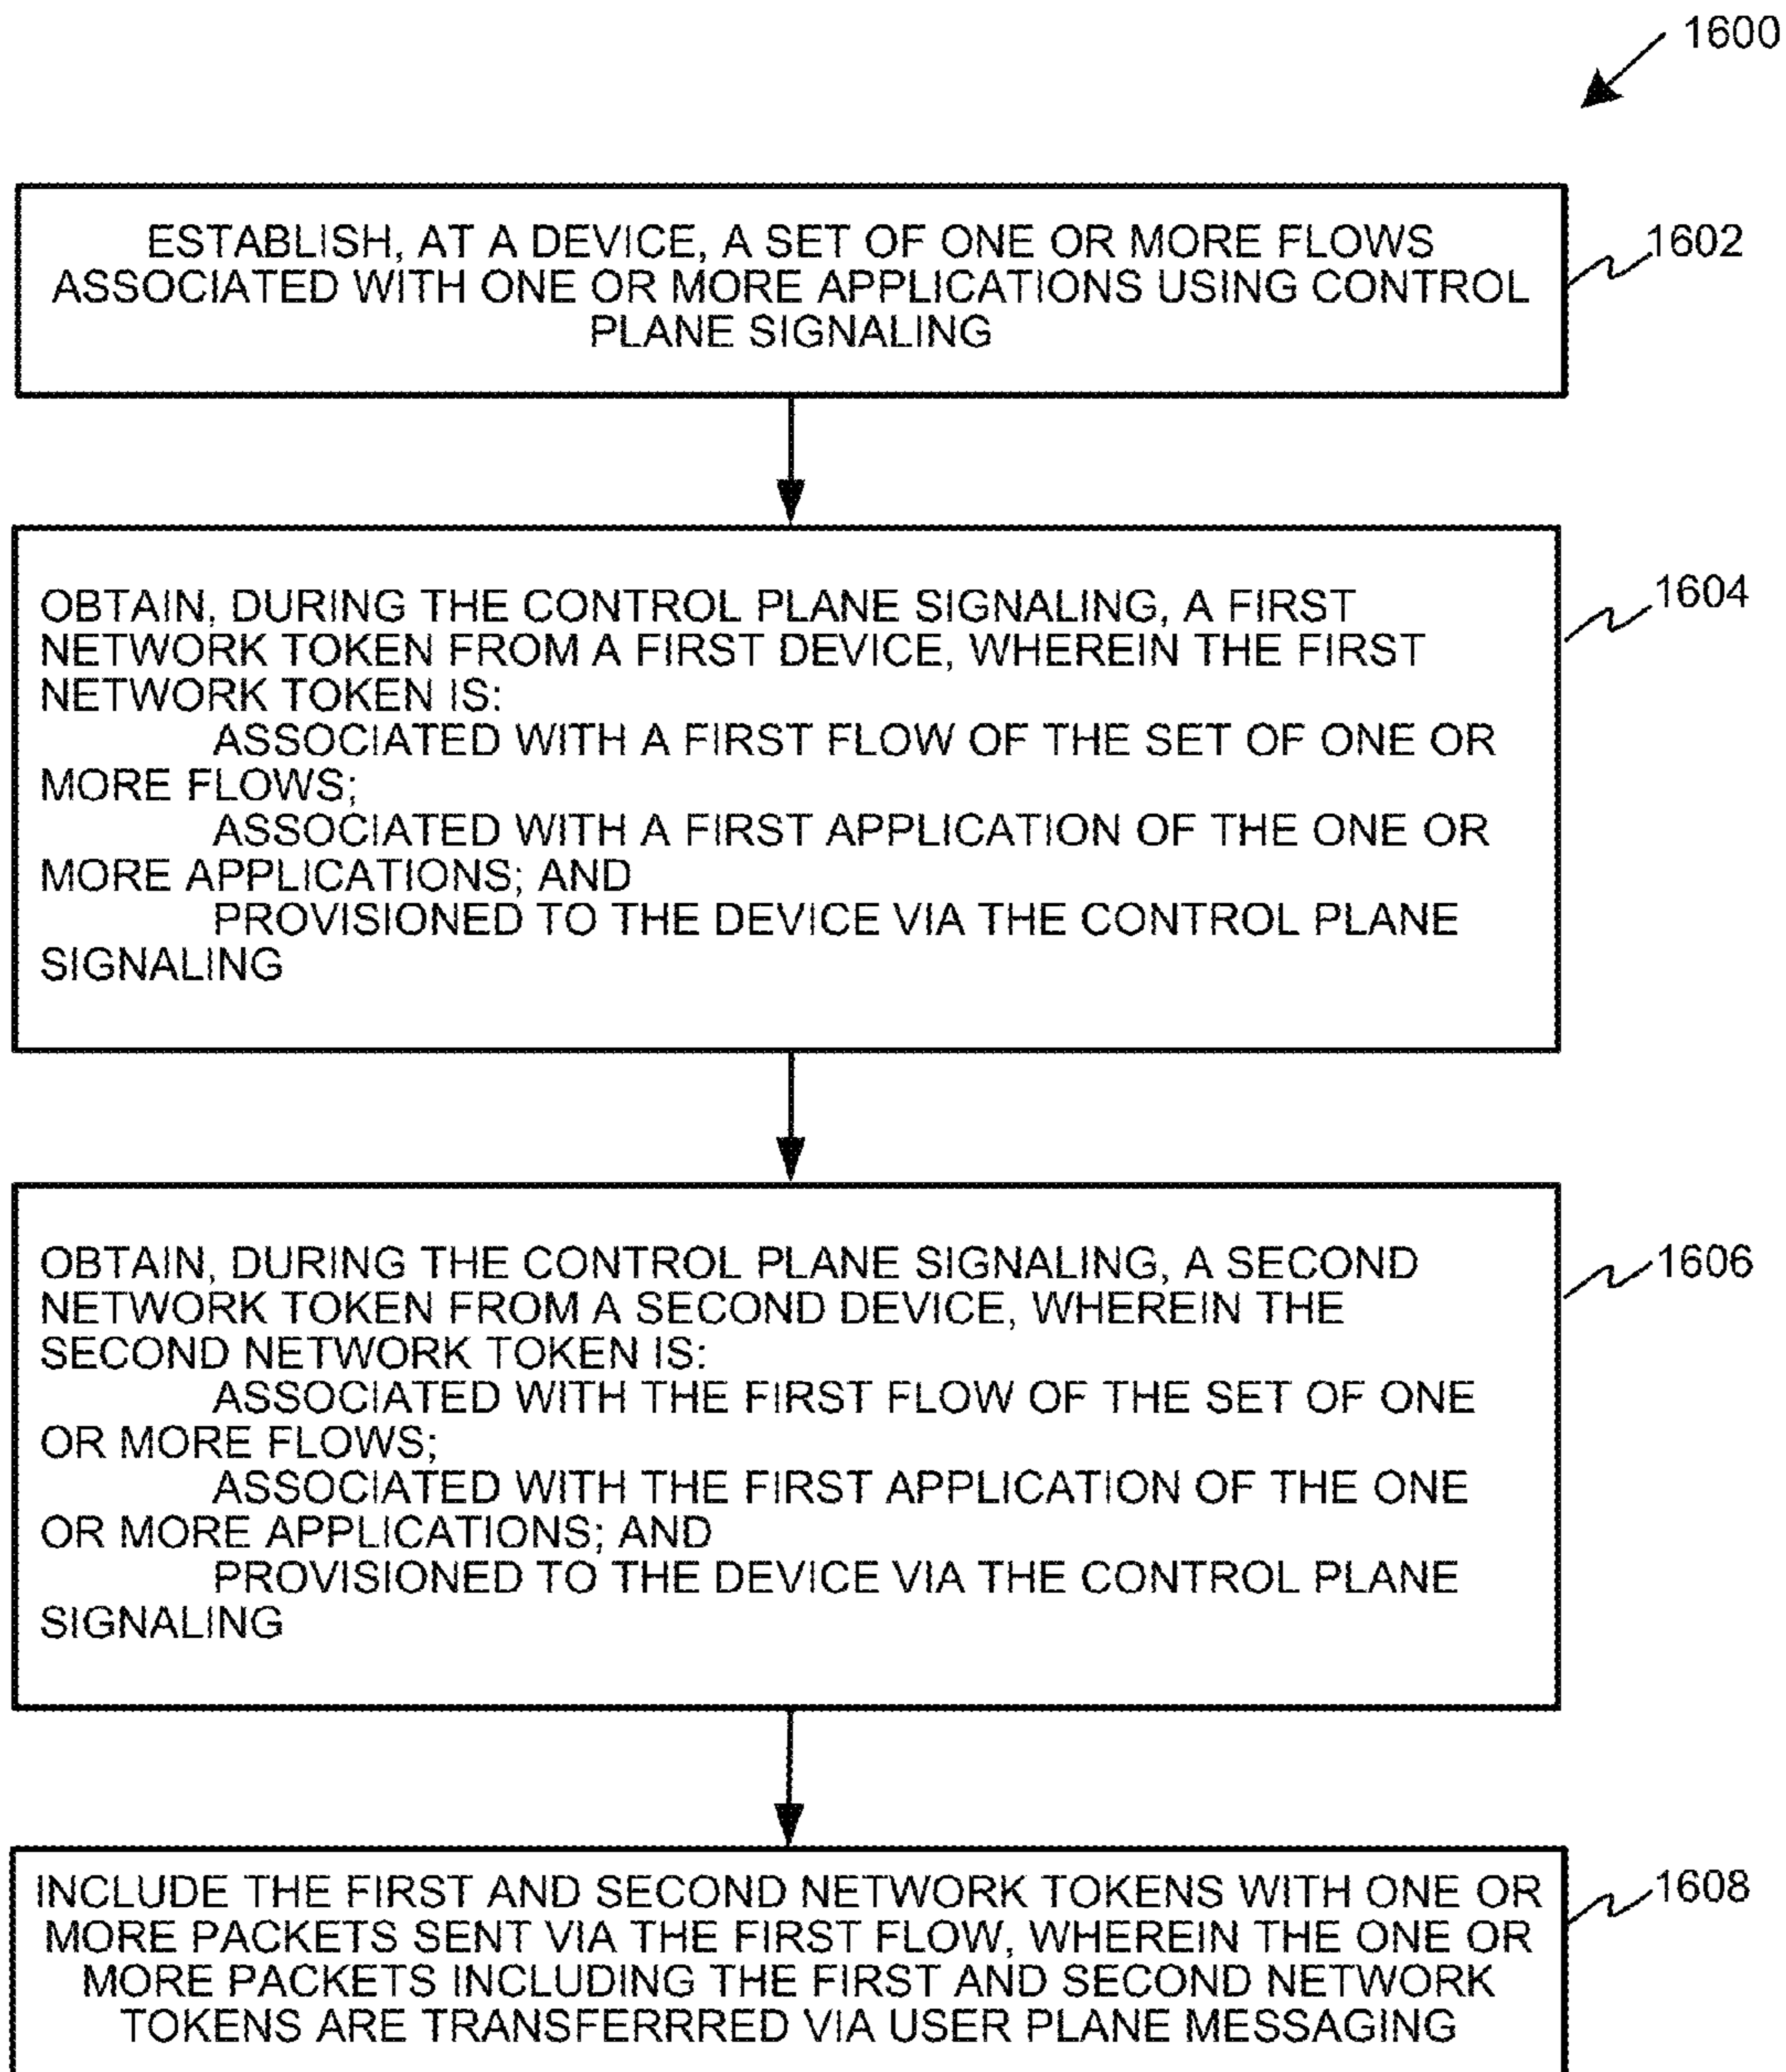 1600
ESTABLISH, AT A DEVICE, A SET OF ONE OR MORE FLOWS
ASSOCIATED WITH ONE OR MORE APPLICATIONS USING CONTROL
PLANE SIGNALING
1602
OBTAIN, DURING THE CONTROL PLANE SIGNALING, A FIRST
NETWORK TOKEN FROM A FIRST DEVICE, WHEREIN THE FIRST
NETWORK TOKEN IS:
ASSOCIATED WITH A FIRST FLOW OF THE SET OF ONE OR
MORE FLOWS;
ASSOCIATED WITH A FIRST APPLICATION OF THE ONE OR
MORE APPLICATIONS; AND
PROVISIONED TO THE DEVICE VIA THE CONTROL PLANE
SIGNALING
1604
OBTAIN, DURING THE CONTROL PLANE SIGNALING, A SECOND
NETWORK TOKEN FROM A SECOND DEVICE, WHEREIN THE
SECOND NETWORK TOKEN IS:
ASSOCIATED WITH THE FIRST FLOW OF THE SET OF ONE
OR MORE FLOWS;
ASSOCIATED WITH THE FIRST APPLICATION OF THE ONE
OR MORE APPLICATIONS; AND
PROVISIONED TO THE DEVICE VIA THE CONTROL PLANE
SIGNALING
1606
INCLUDE THE FIRST AND SECOND NETWORK TOKENS WITH ONE OR
MORE PACKETS SENT VIA THE FIRST FLOW, WHEREIN THE ONE OR
MORE PACKETS INCLUDING THE FIRST AND SECOND NETWORK
TOKENS ARE TRANSFERRRED VIA USER PLANE MESSAGING
1608